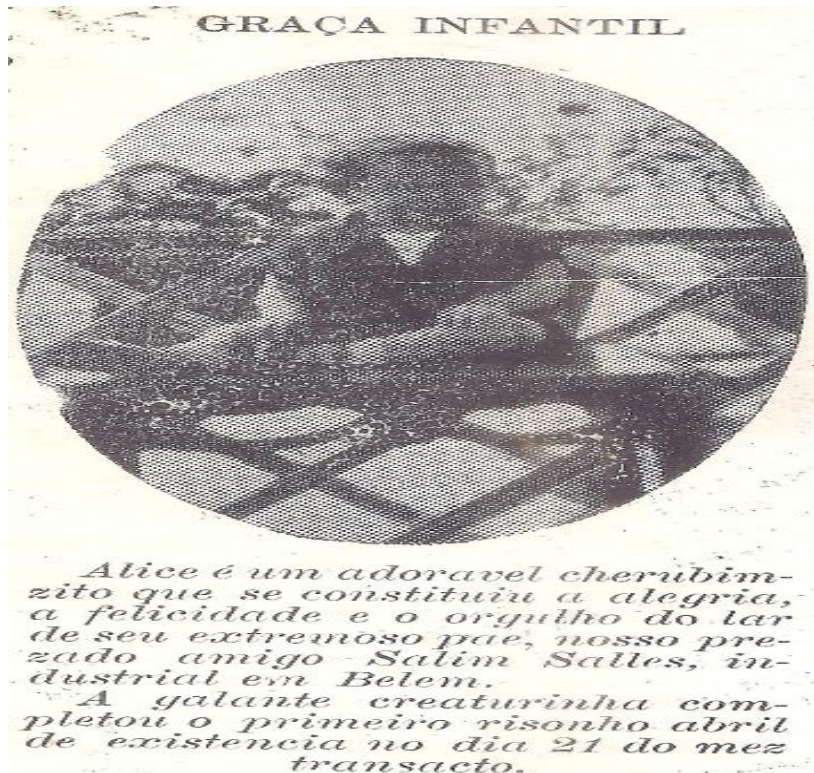 GRAÇA INFANTIL
Alice é um adoravel cherubim-
zito que se constituiu a alegria,
a felicidade e o orgulho do lar
de seu extremoso pae, nosso pre-
zado amigo Salim Salles, in-
dustrial em Belem.
A galante creaturinha com-
pletou o primeiro risonho abril
de existencia no dia 21 do mez
transacto.